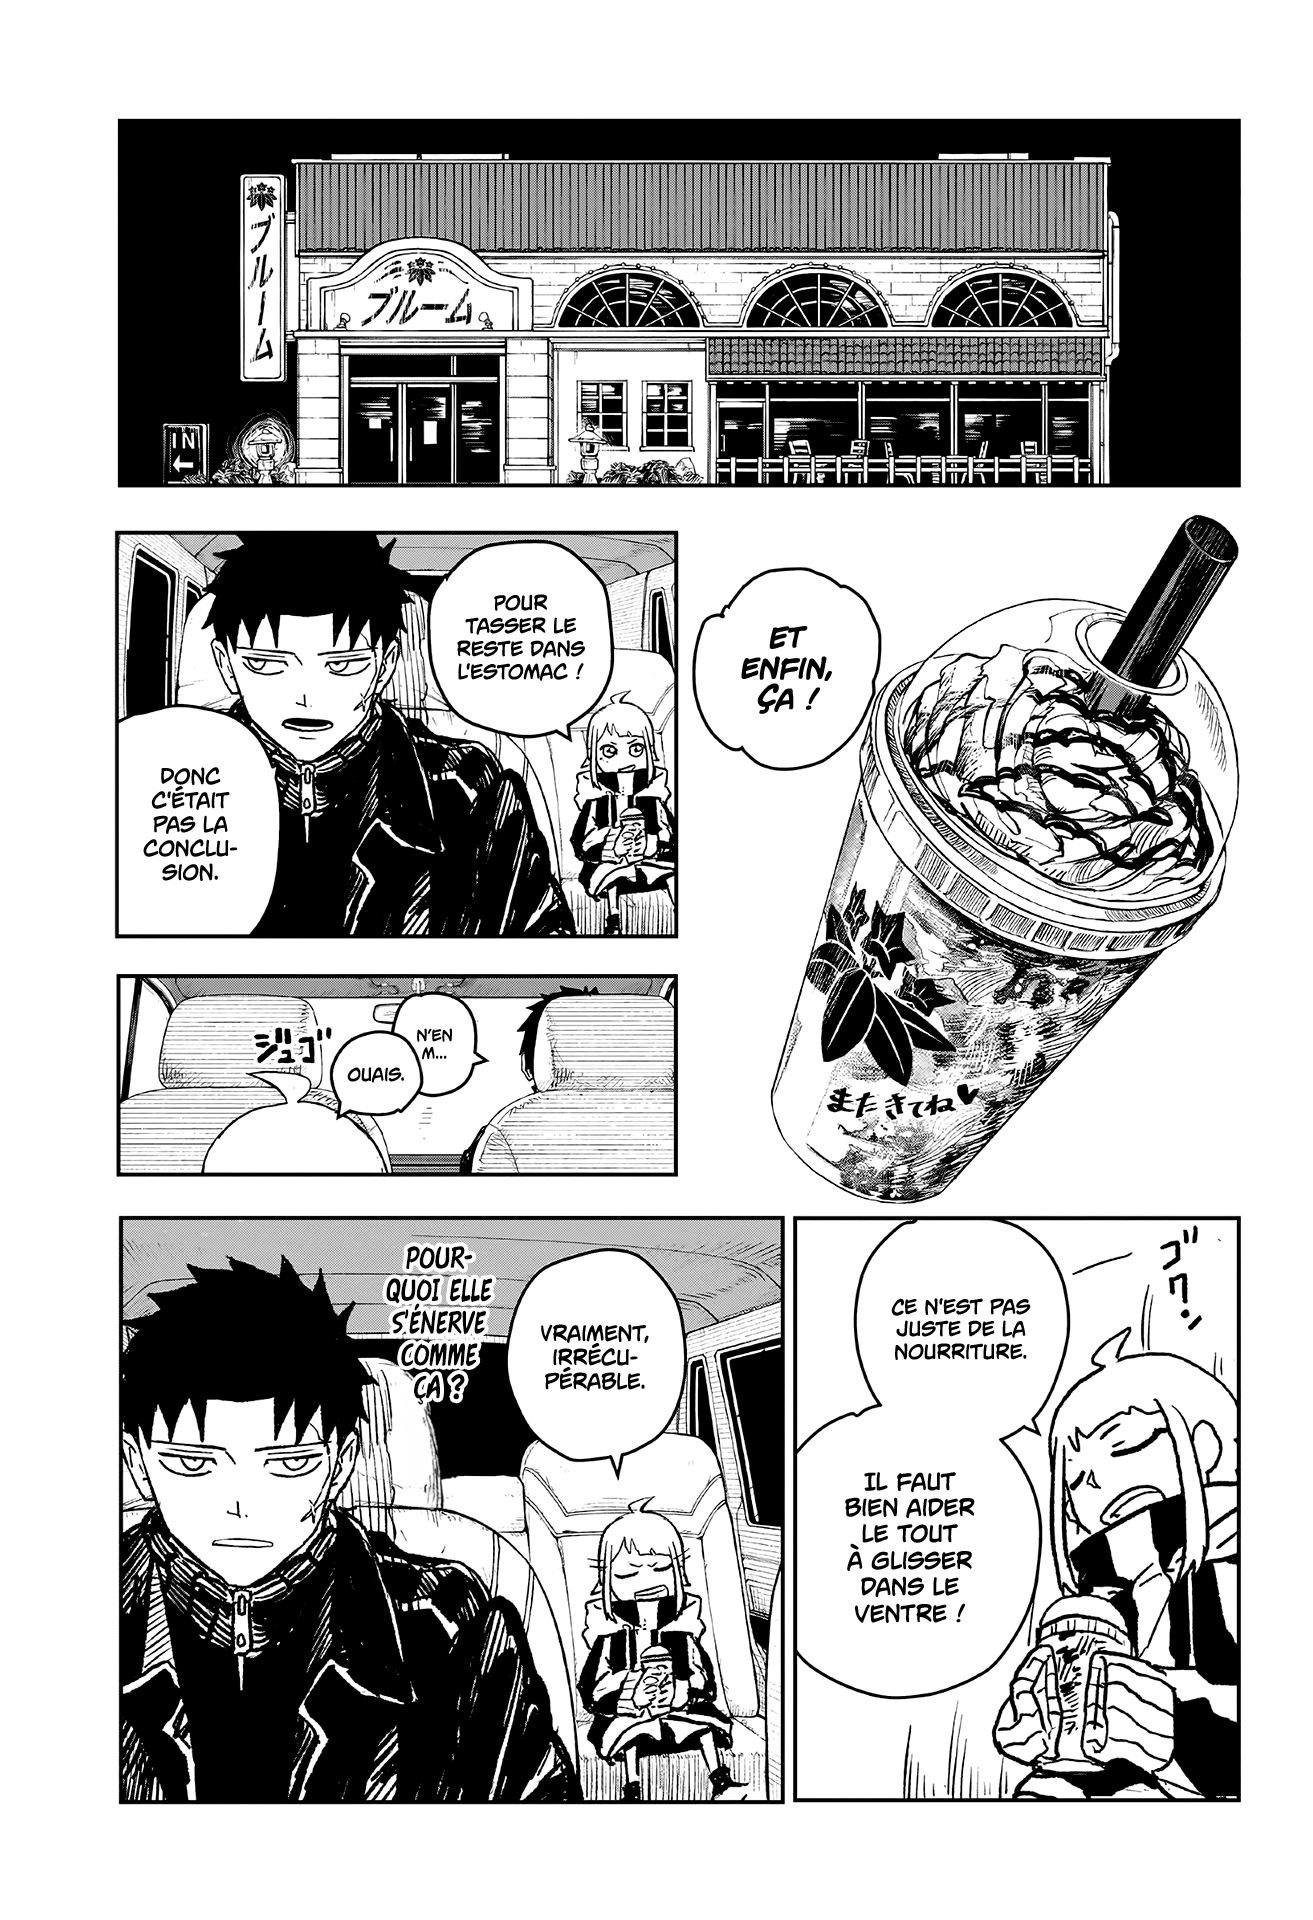 ブルーム
ブルーム
IN
←
ET
ENFIN,
ÇA !
またきてね♥
POUR
TASSER LE
RESTE DANS
L'ESTOMAC !
DONC
C'ÉTAIT
PAS LA
CONCLU-
SION.
N'EN
M...
OUAIS.
ジュゴ
ゴクン
CE N'EST PAS
JUSTE DE LA
NOURRITURE.
IL FAUT
BIEN AIDER
LE TOUT
À GLISSER
DANS LE
VENTRE !
VRAIMENT,
IRRÉCU-
PÉRABLE.
POUR-
QUOI ELLE
S'ÉNERVE
COMME
ÇA ?